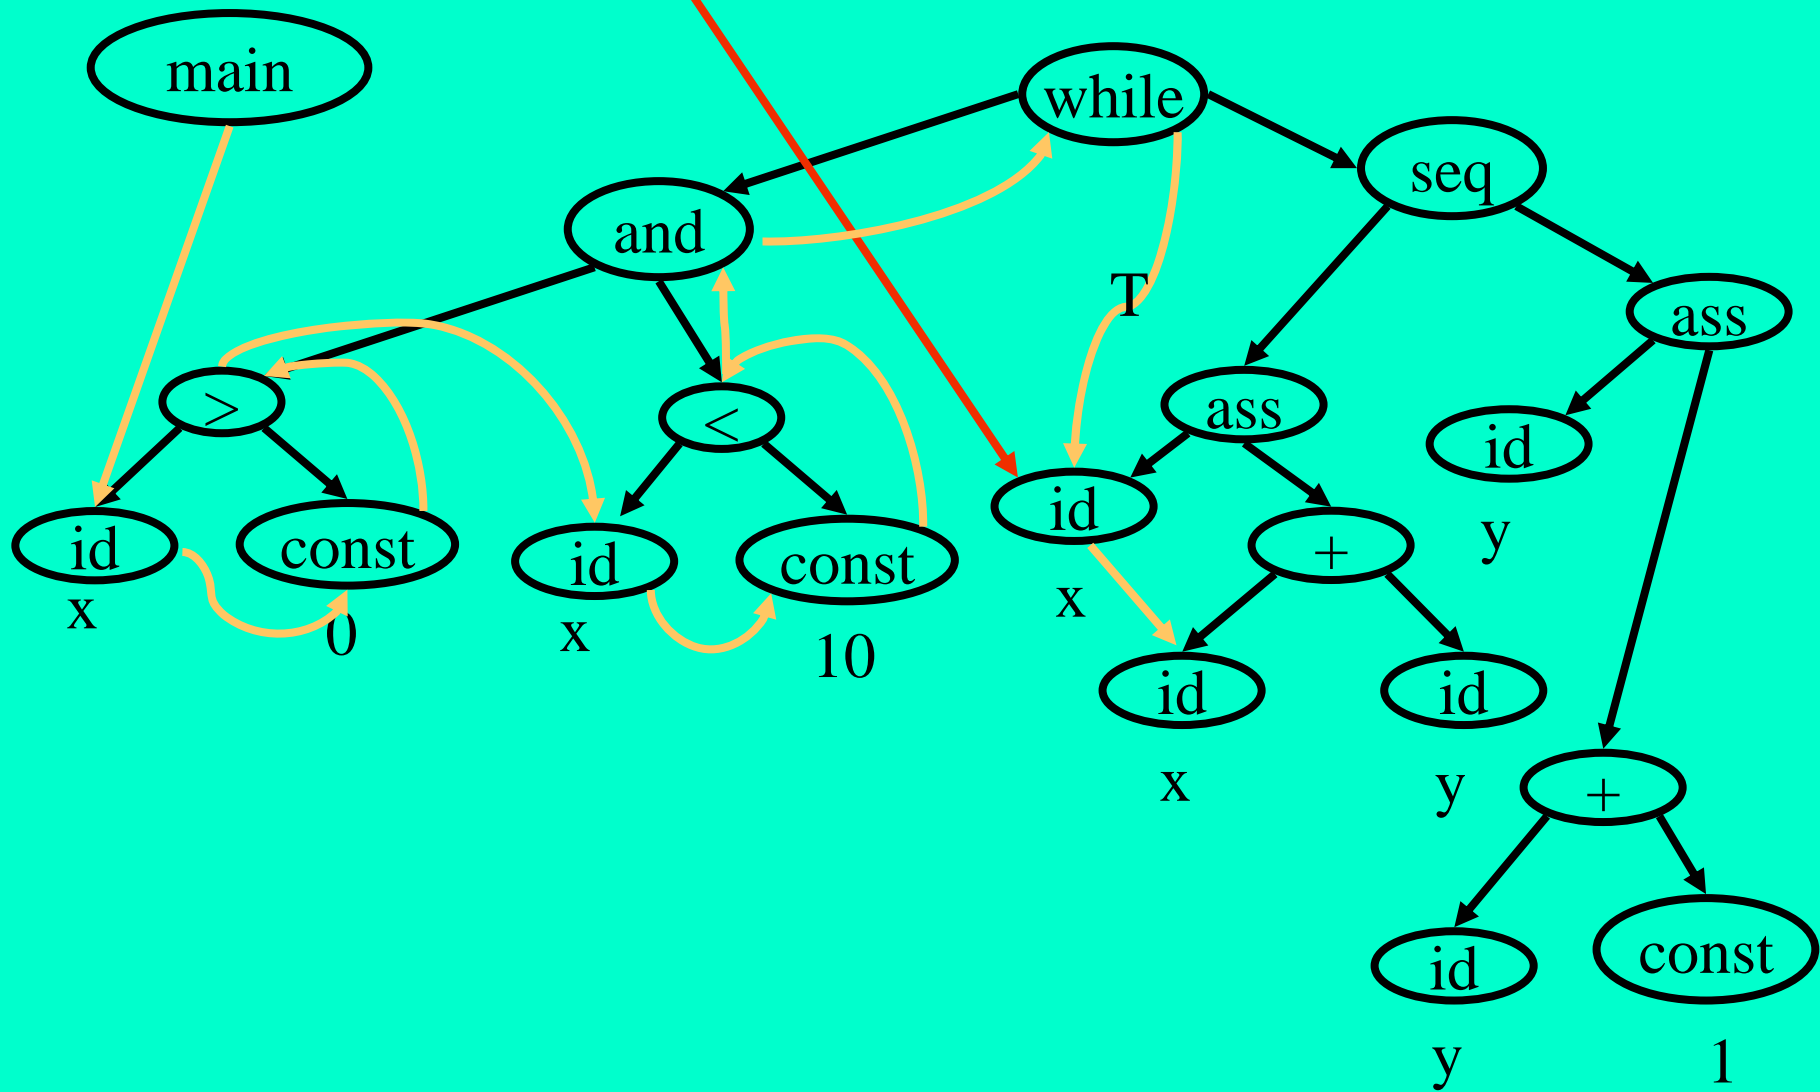 main
while
seq
and
T
ass
>
<
ass
id
id
const
id
const
id
+
y
x
0
x
10
x
id
id
x
y
+
id
const
y
1